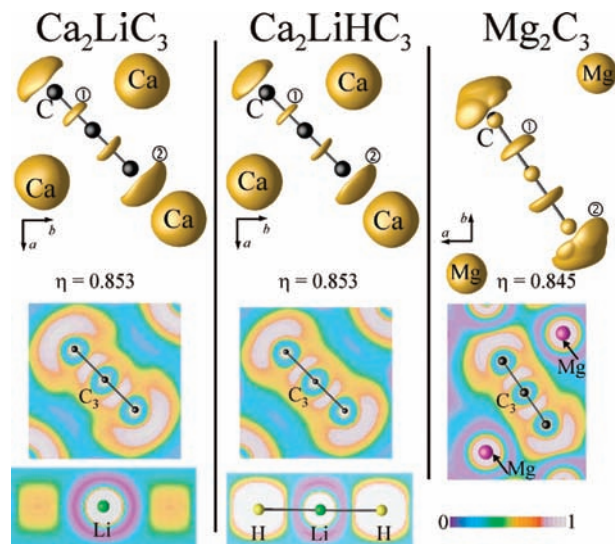 Ca₂LiC₃
Ca₂LiHC₃
Mg₂C₃
Ca
C
①
②
Ca
Ca
b
a
η = 0.853
C₃
Li
Ca
C
①
②
Ca
b
a
η = 0.853
C₃
H
Li
H
Mg
C
①
②
b
a
Mg
η = 0.845
Mg
C₃
Mg
0
1